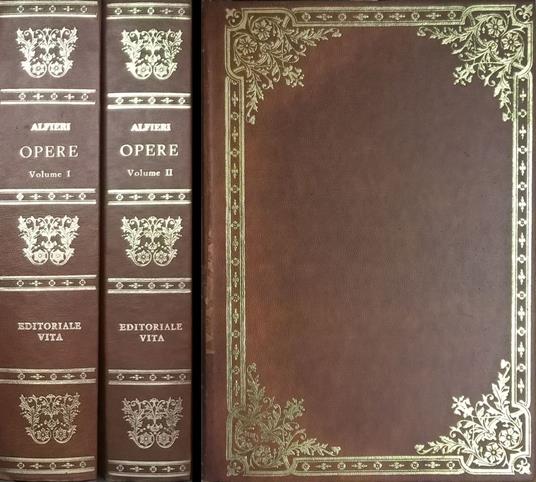 ALFIERI
OPERE
Volume I
EDITORIALE
VITA
ALFIERI
OPERE
Volume II
EDITORIALE
VITA